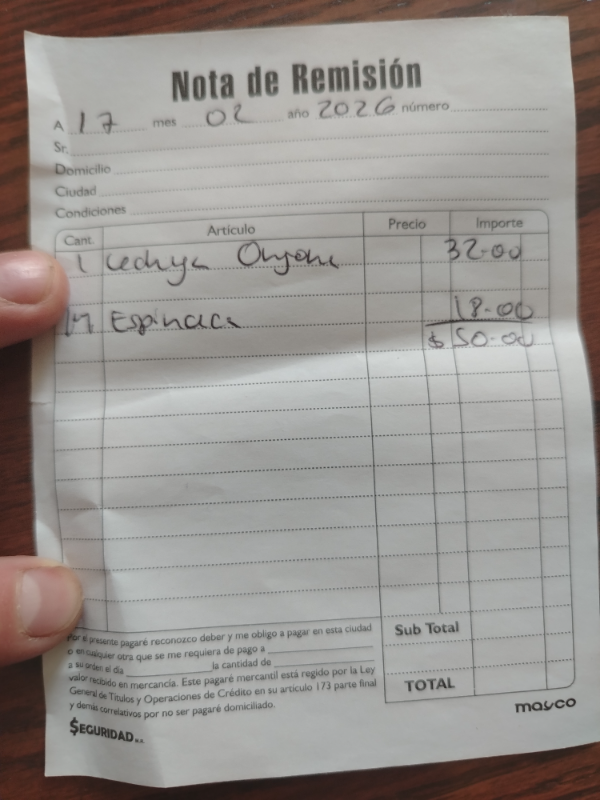 Nota de Remisión
A 17 mes 02 año 2026 número
Sr.
Domicilio
Ciudad
Condiciones
Cant. Artículo Precio Importe
1 Lechuga 32-00
M Espinaca 18-00
$ 50-00
Por el presente pagaré reconozco deber y me obligo a pagar en esta ciudad
o en cualquier otra que se me requiera de pago a
a su orden el día la cantidad de
valor recibido en mercancía. Este pagaré mercantil está regido por la Ley
General de Títulos y Operaciones de Crédito en su artículo 173 parte final
y demás correlativos por no ser pagaré domiciliado.
Sub Total
TOTAL
$EGURIDAD
mayco